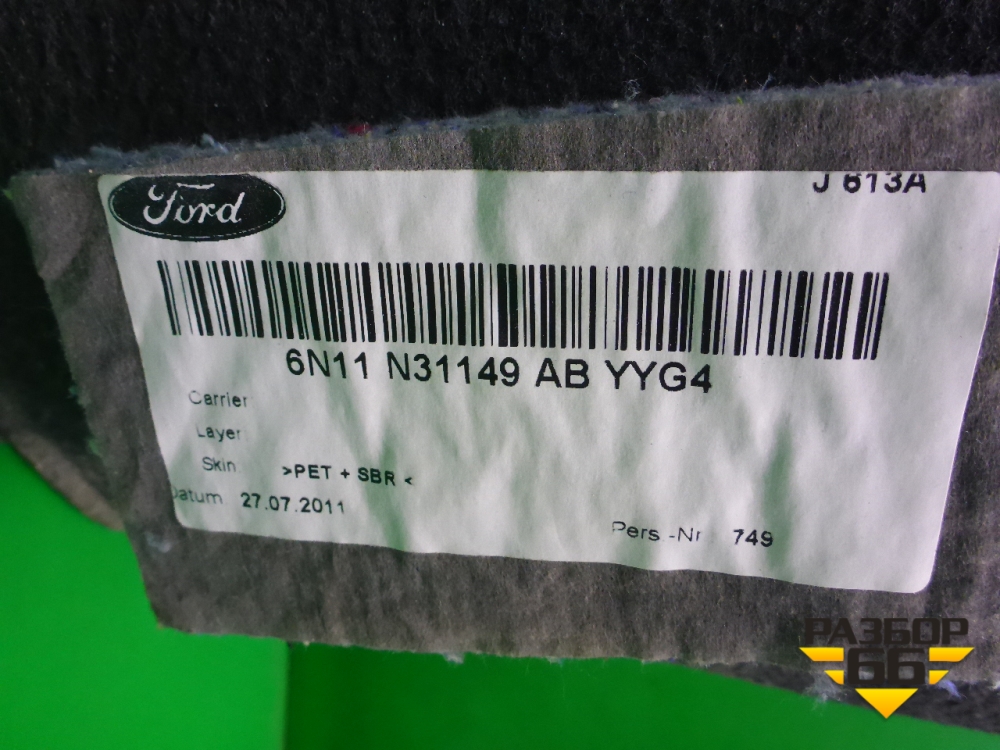 Ford
J 613A
6N11 N31149 AB YYG4
Carrier
Layer
Skin >PET + SBR <
Datum 27.07.2011
Pers.-Nr 749
РАЗБОР
66